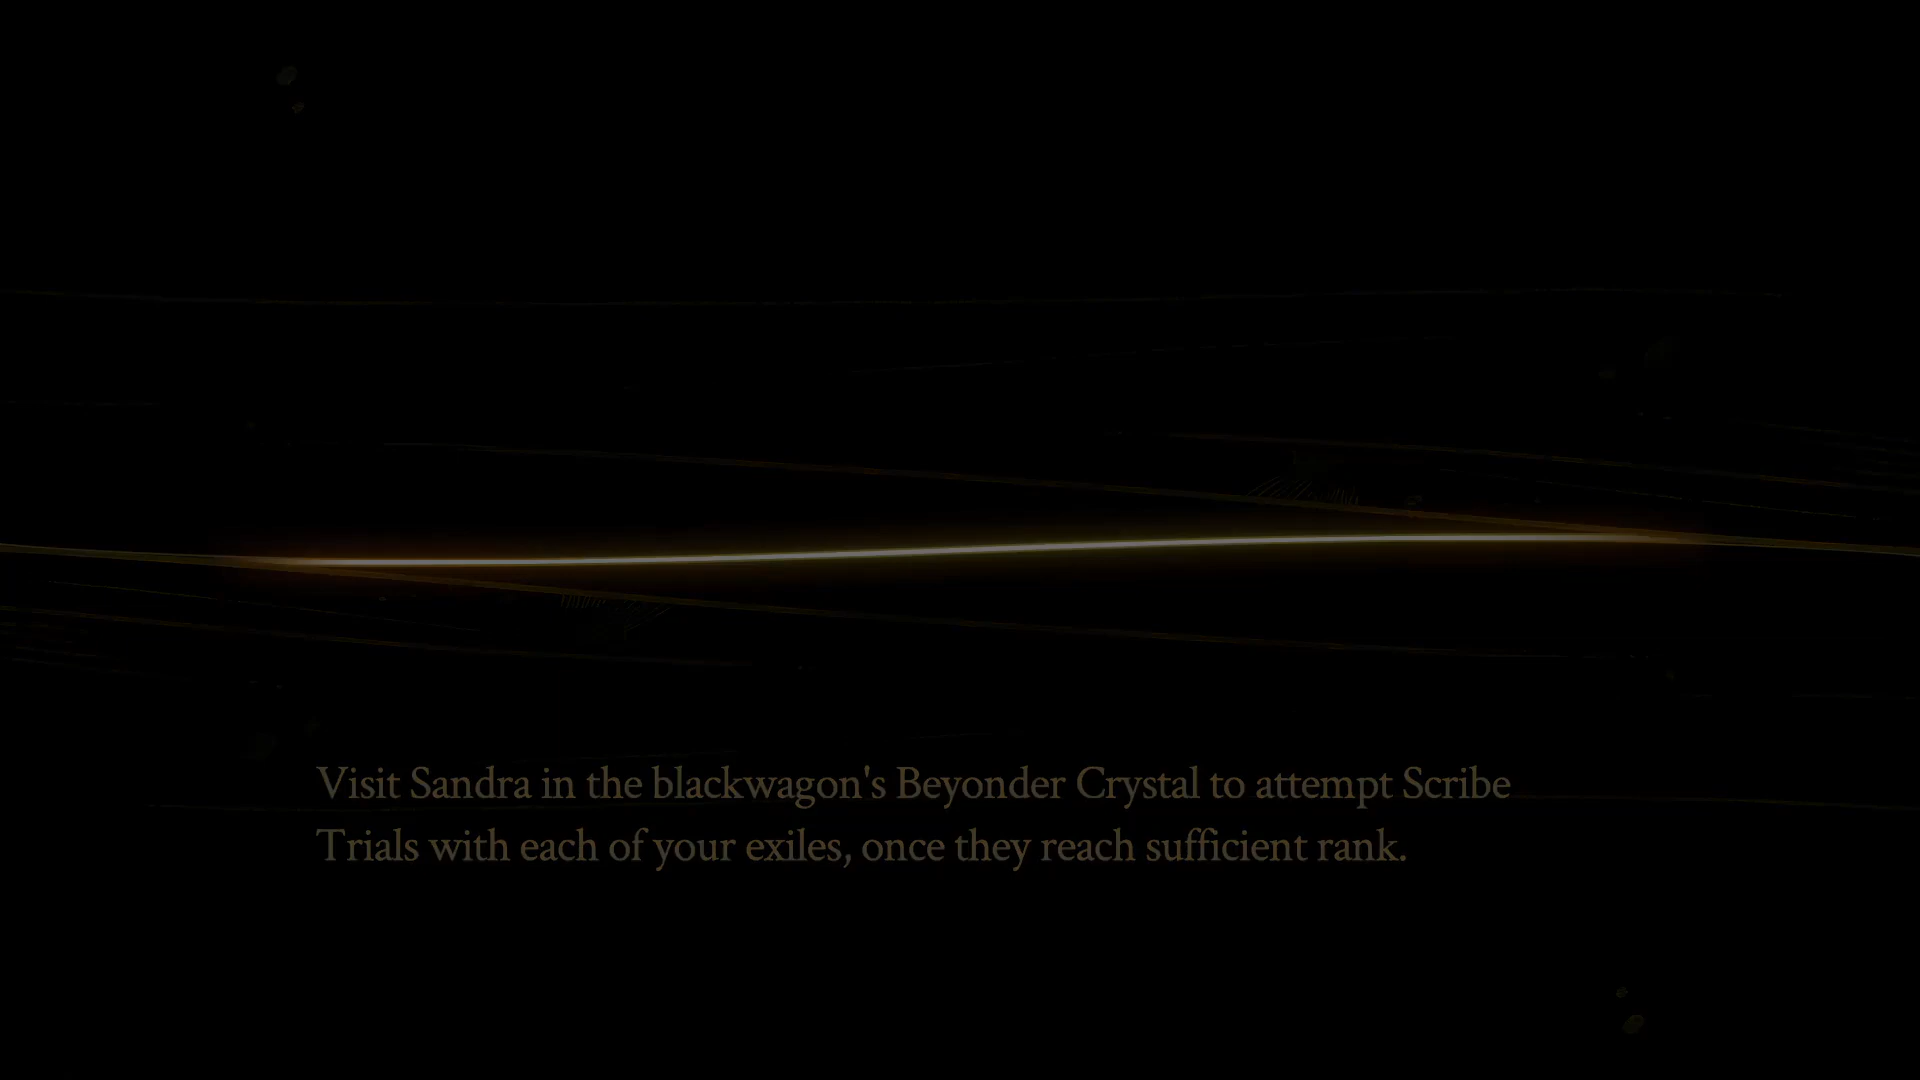 Visit Sandra in the blackwagon's Beyonder Crystal to attempt Scribe
Trials with each of your exiles, once they reach sufficient rank.